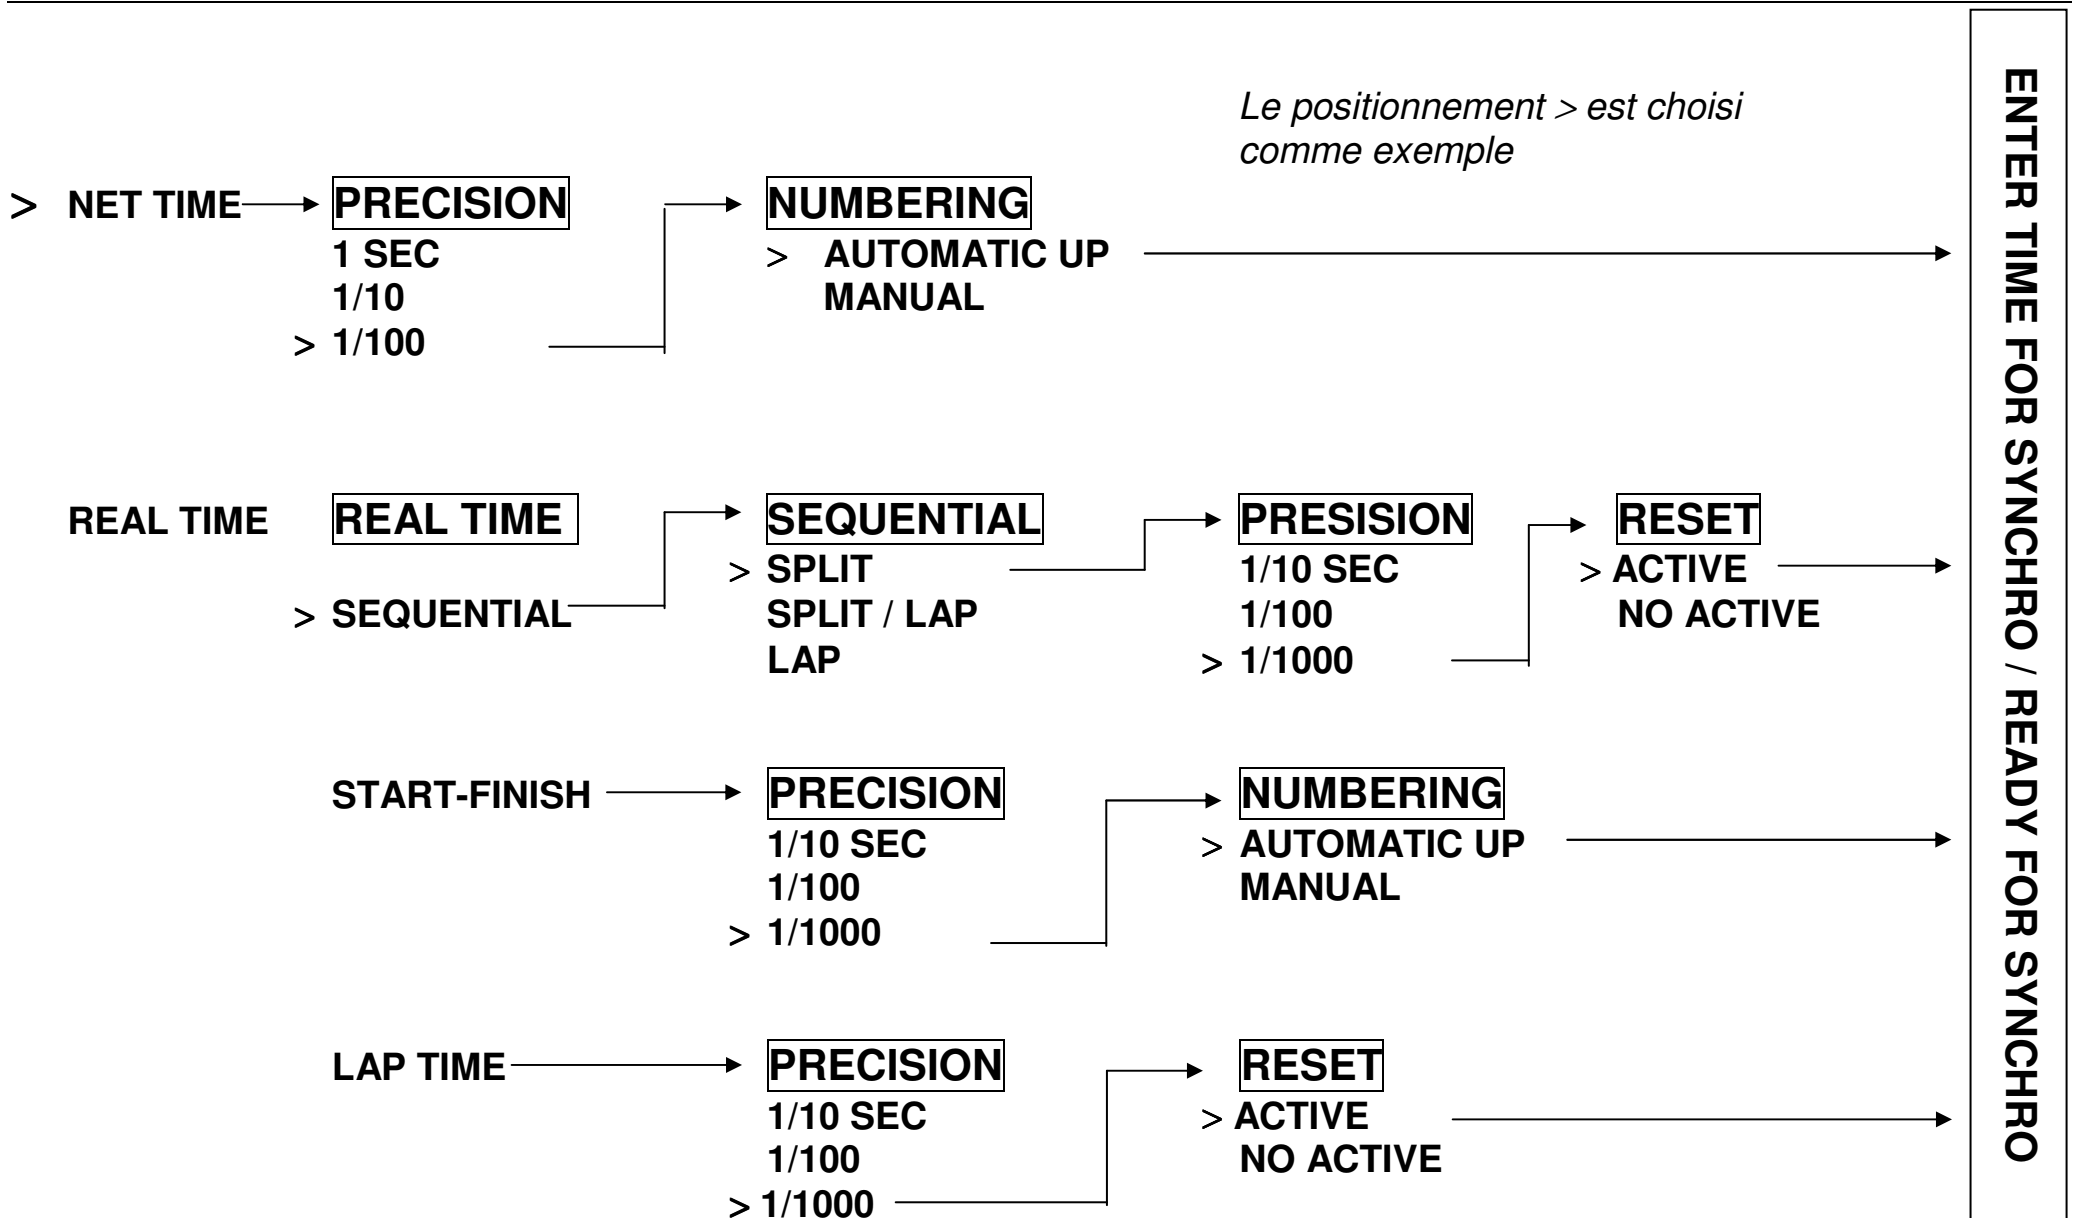 Le positionnement > est choisi
comme exemple
> NET TIME
PRECISION
1 SEC
1/10
> 1/100
NUMBERING
> AUTOMATIC UP
MANUAL
REAL TIME
REAL TIME
> SEQUENTIAL
SEQUENTIAL
> SPLIT
SPLIT / LAP
LAP
PRESISION
1/10 SEC
1/100
> 1/1000
RESET
> ACTIVE
NO ACTIVE
START-FINISH
PRECISION
1/10 SEC
1/100
> 1/1000
NUMBERING
> AUTOMATIC UP
MANUAL
LAP TIME
PRECISION
1/10 SEC
1/100
> 1/1000
RESET
> ACTIVE
NO ACTIVE
ENTER TIME FOR SYNCHRO / READY FOR SYNCHRO